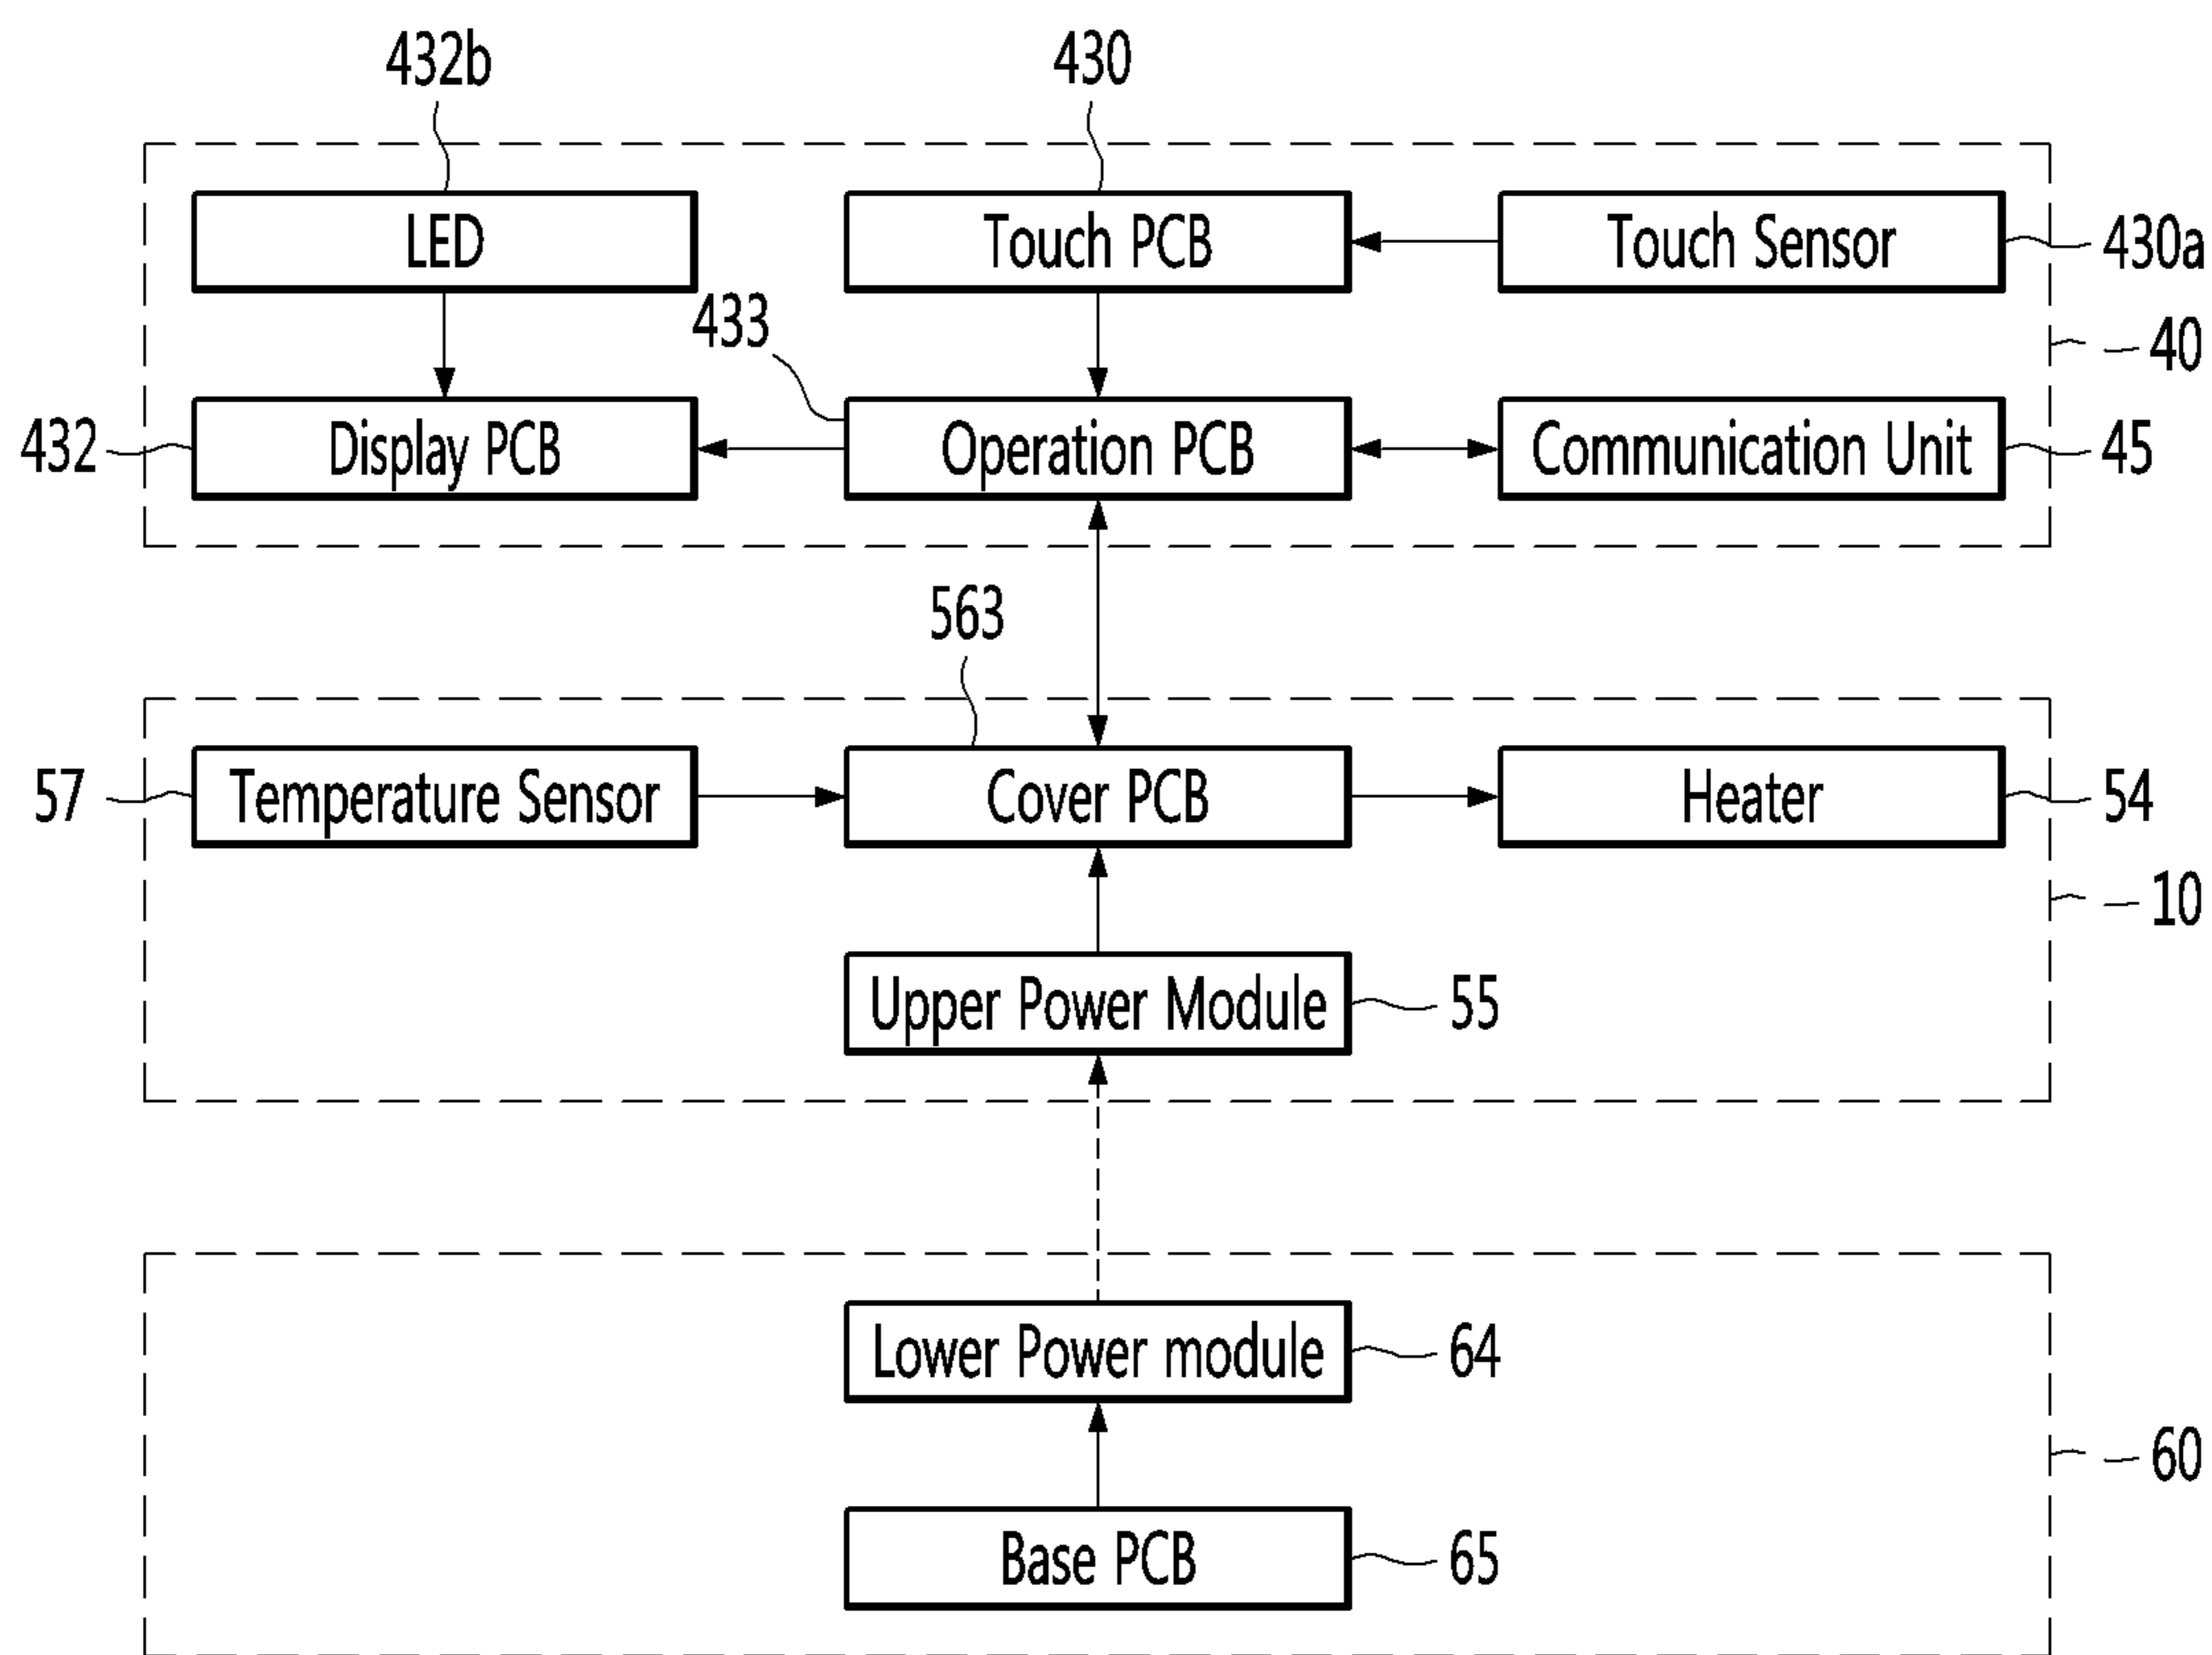 432b
430
LED
Touch PCB
Touch Sensor
430a
433
40
432
Display PCB
Operation PCB
Communication Unit
45
563
57
Temperature Sensor
Cover PCB
Heater
54
10
Upper Power Module
55
Lower Power module
64
60
Base PCB
65